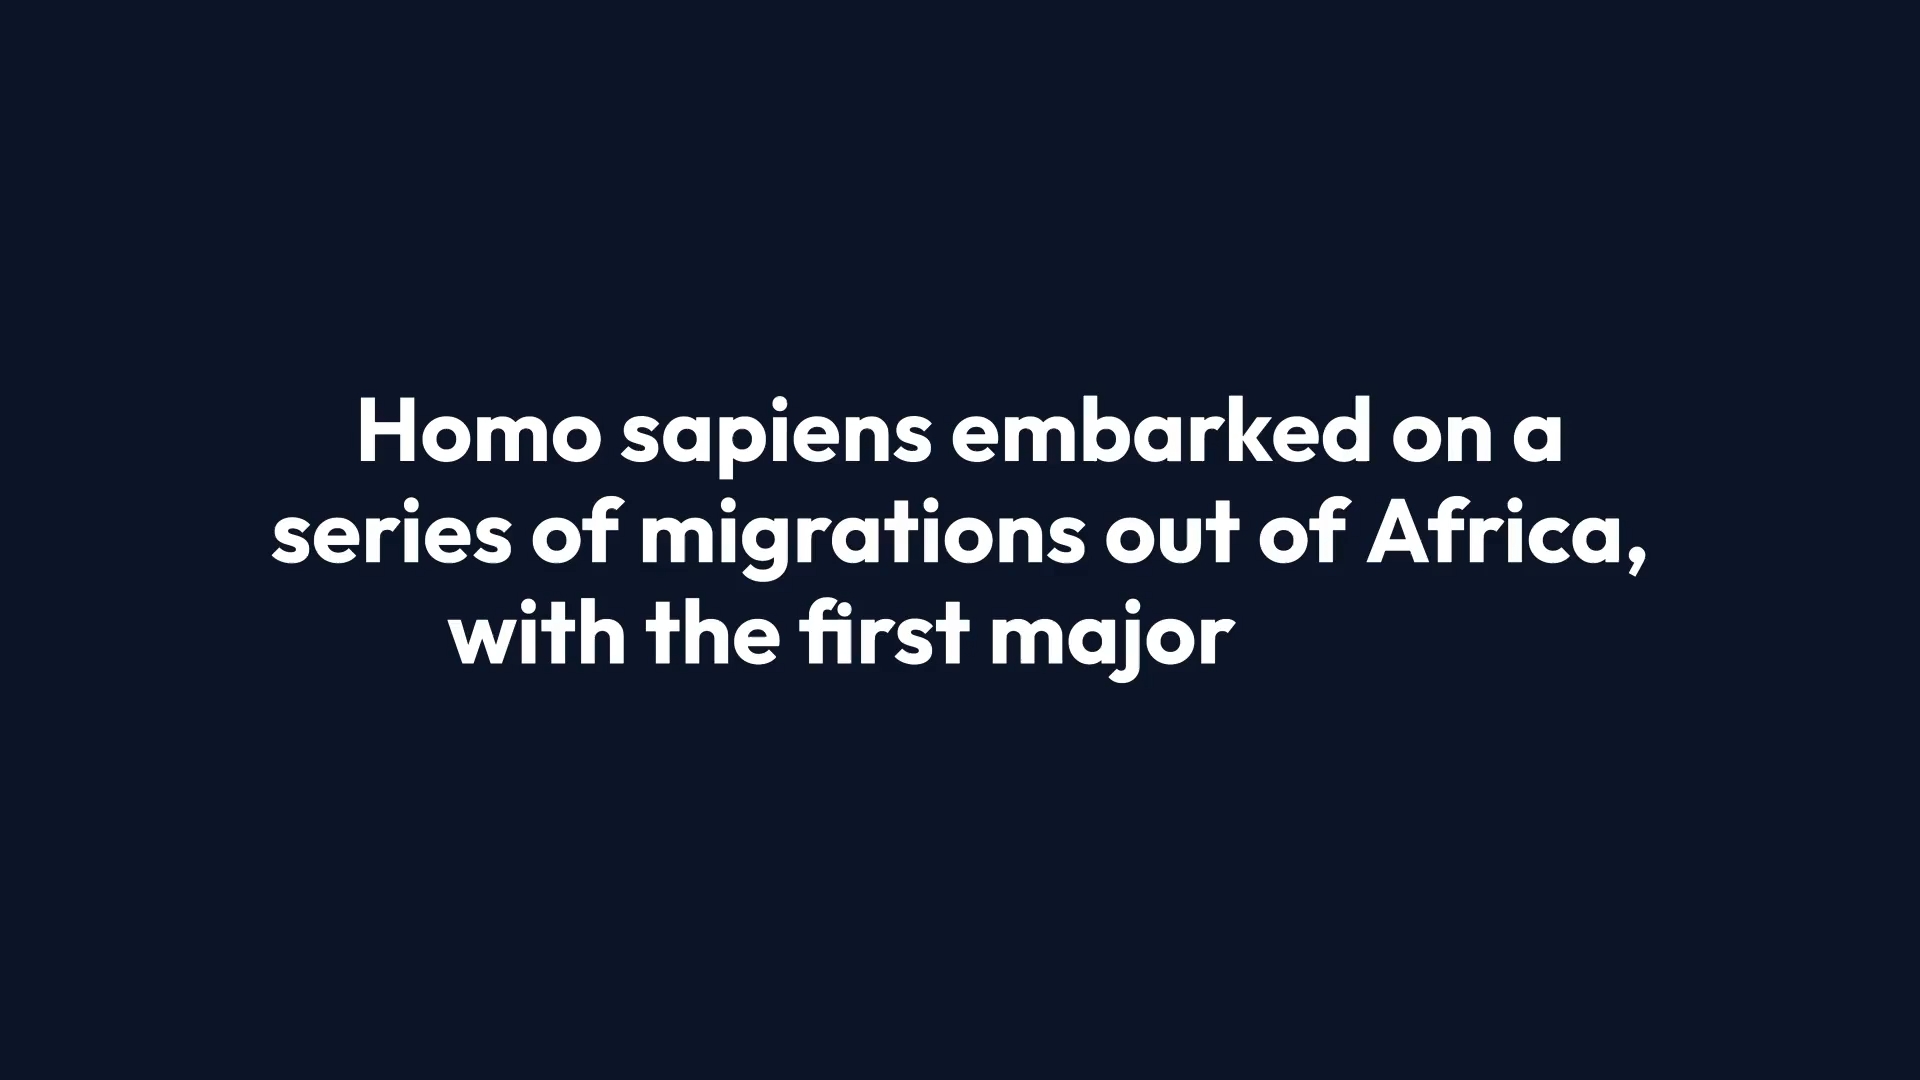 Homo sapiens embarked on a
series of migrations out of Africa,
with the first major